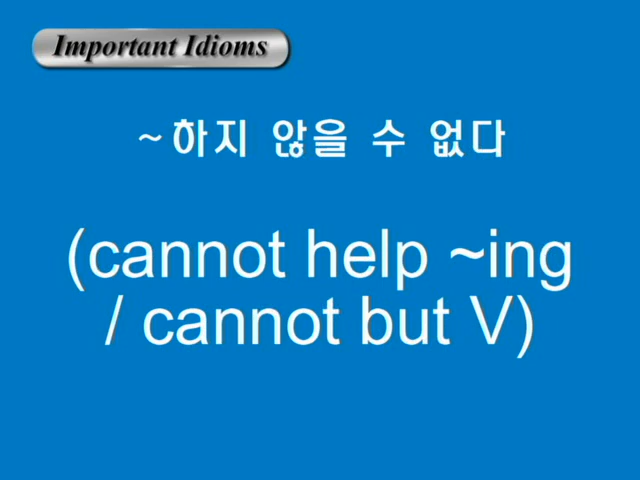 Important Idioms
~하지 않을 수 없다
(cannot help ~ing
/ cannot but V)